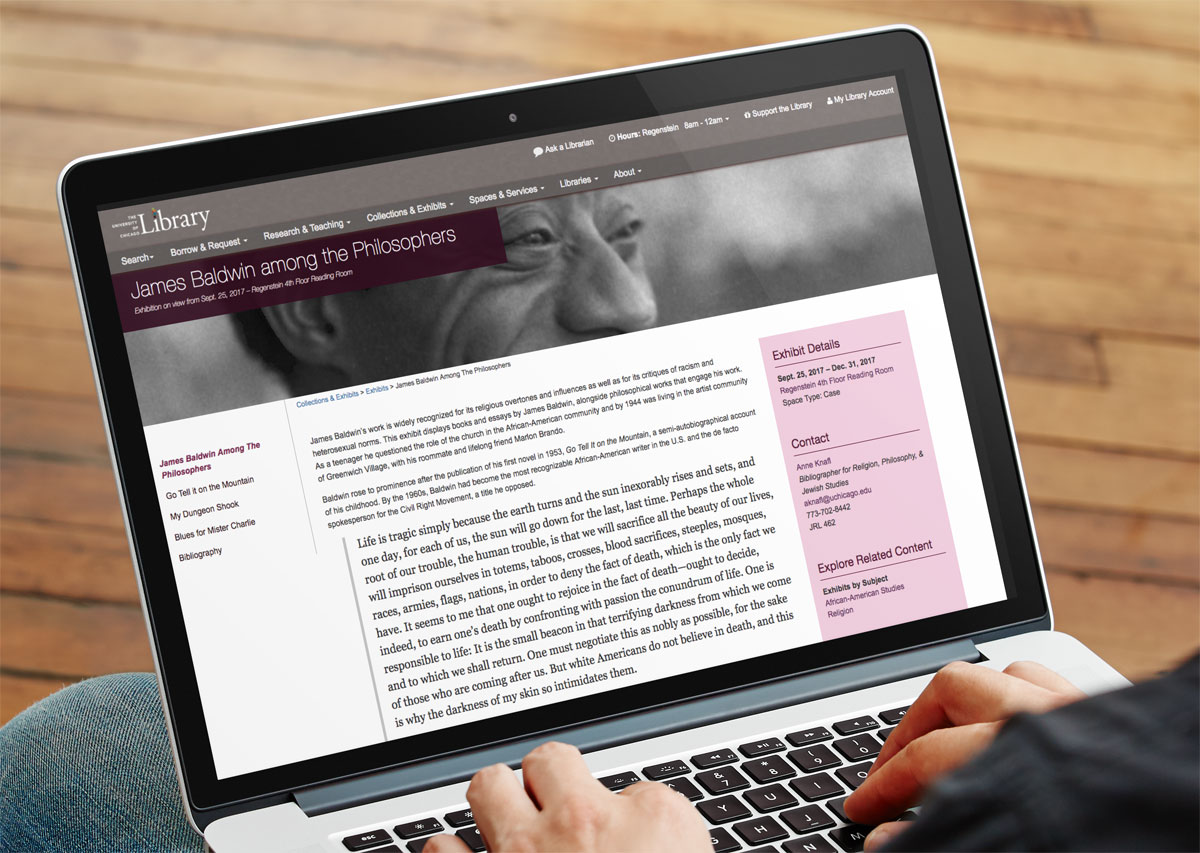 Ask a Librarian
Hours: Regenstein 8am - 12am
Support the Library
My Library Account
THE
UNIVERSITY
OF
CHICAGO
Library
Search
Borrow & Request
Research & Teaching
Collections & Exhibits
Spaces & Services
Libraries
About
James Baldwin among the Philosophers
Exhibition on view from Sept. 25, 2017 – Regenstein 4th Floor Reading Room
Collections & Exhibits > Exhibits > James Baldwin Among The Philosophers
James Baldwin Among The
Philosophers
Go Tell it on the Mountain
My Dungeon Shook
Blues for Mister Charlie
Bibliography
James Baldwin's work is widely recognized for its religious overtones and influences as well as for its critiques of racism and
heterosexual norms. This exhibit displays books and essays by James Baldwin, alongside philosophical works that engage his work.
As a teenager he questioned the role of the church in the African-American community and by 1944 was living in the artist community
of Greenwich Village, with his roommate and lifelong friend Marlon Brando.
Baldwin rose to prominence after the publication of his first novel in 1953, Go Tell It on the Mountain, a semi-autobiographical account
of his childhood. By the 1960s, Baldwin had become the most recognizable African-American writer in the U.S. and the de facto
spokesperson for the Civil Right Movement, a title he opposed.
Life is tragic simply because the earth turns and the sun inexorably rises and sets, and
one day, for each of us, the sun will go down for the last, last time. Perhaps the whole
root of our trouble, the human trouble, is that we will sacrifice all the beauty of our lives,
will imprison ourselves in totems, taboos, crosses, blood sacrifices, steeples, mosques,
races, armies, flags, nations, in order to deny the fact of death, which is the only fact we
have. It seems to me that one ought to rejoice in the fact of death—ought to decide,
indeed, to earn one's death by confronting with passion the conundrum of life. One is
responsible to life: It is the small beacon in that terrifying darkness from which we come
and to which we shall return. One must negotiate this as nobly as possible, for the sake
of those who are coming after us. But white Americans do not believe in death, and this
is why the darkness of my skin so intimidates them.
Exhibit Details
Sept. 25, 2017 – Dec. 31, 2017
Regenstein 4th Floor Reading Room
Space Type: Case
Contact
Anne Knafl
Bibliographer for Religion, Philosophy, &
Jewish Studies
aknafl@uchicago.edu
773-702-8442
JRL 462
Explore Related Content
Exhibits by Subject
African-American Studies
Religion
esc
&
7
*
8
(
9
)
0
Y
U
I
O
H
J
N
M